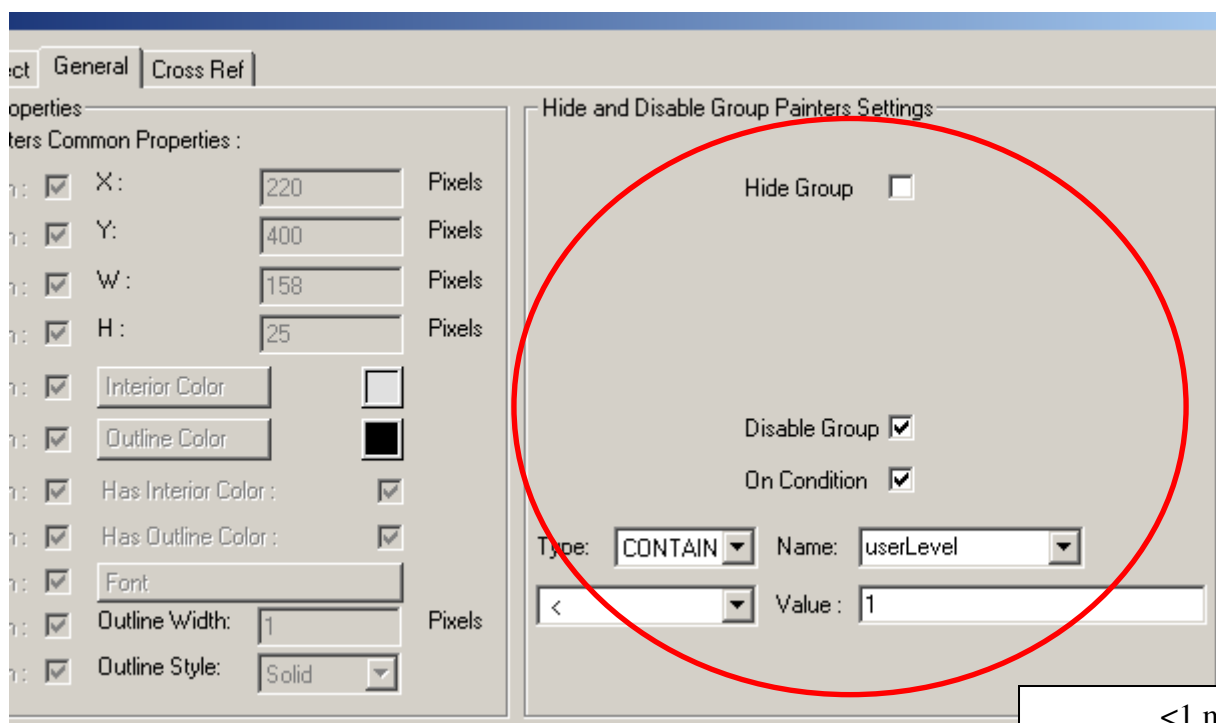 ect General Cross Ref
operties
ters Common Properties :
n : X : 220 Pixels
n : Y: 400 Pixels
n : W : 158 Pixels
n : H : 25 Pixels
n : Interior Color
n : Outline Color
n : Has Interior Color :
n : Has Outline Color :
n : Font
n : Outline Width: 1 Pixels
n : Outline Style: Solid
Hide and Disable Group Painters Settings
Hide Group
Disable Group
On Condition
Type: CONTAIN Name: userLevel
< Value : 1
<1 n